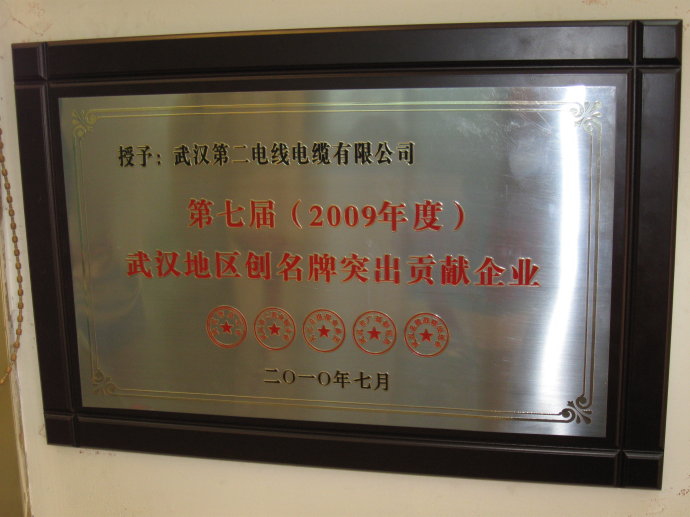 授予：武汉第二电线电缆有限公司
第七届（2009年度）
武汉地区创名牌突出贡献企业
二〇一〇年七月